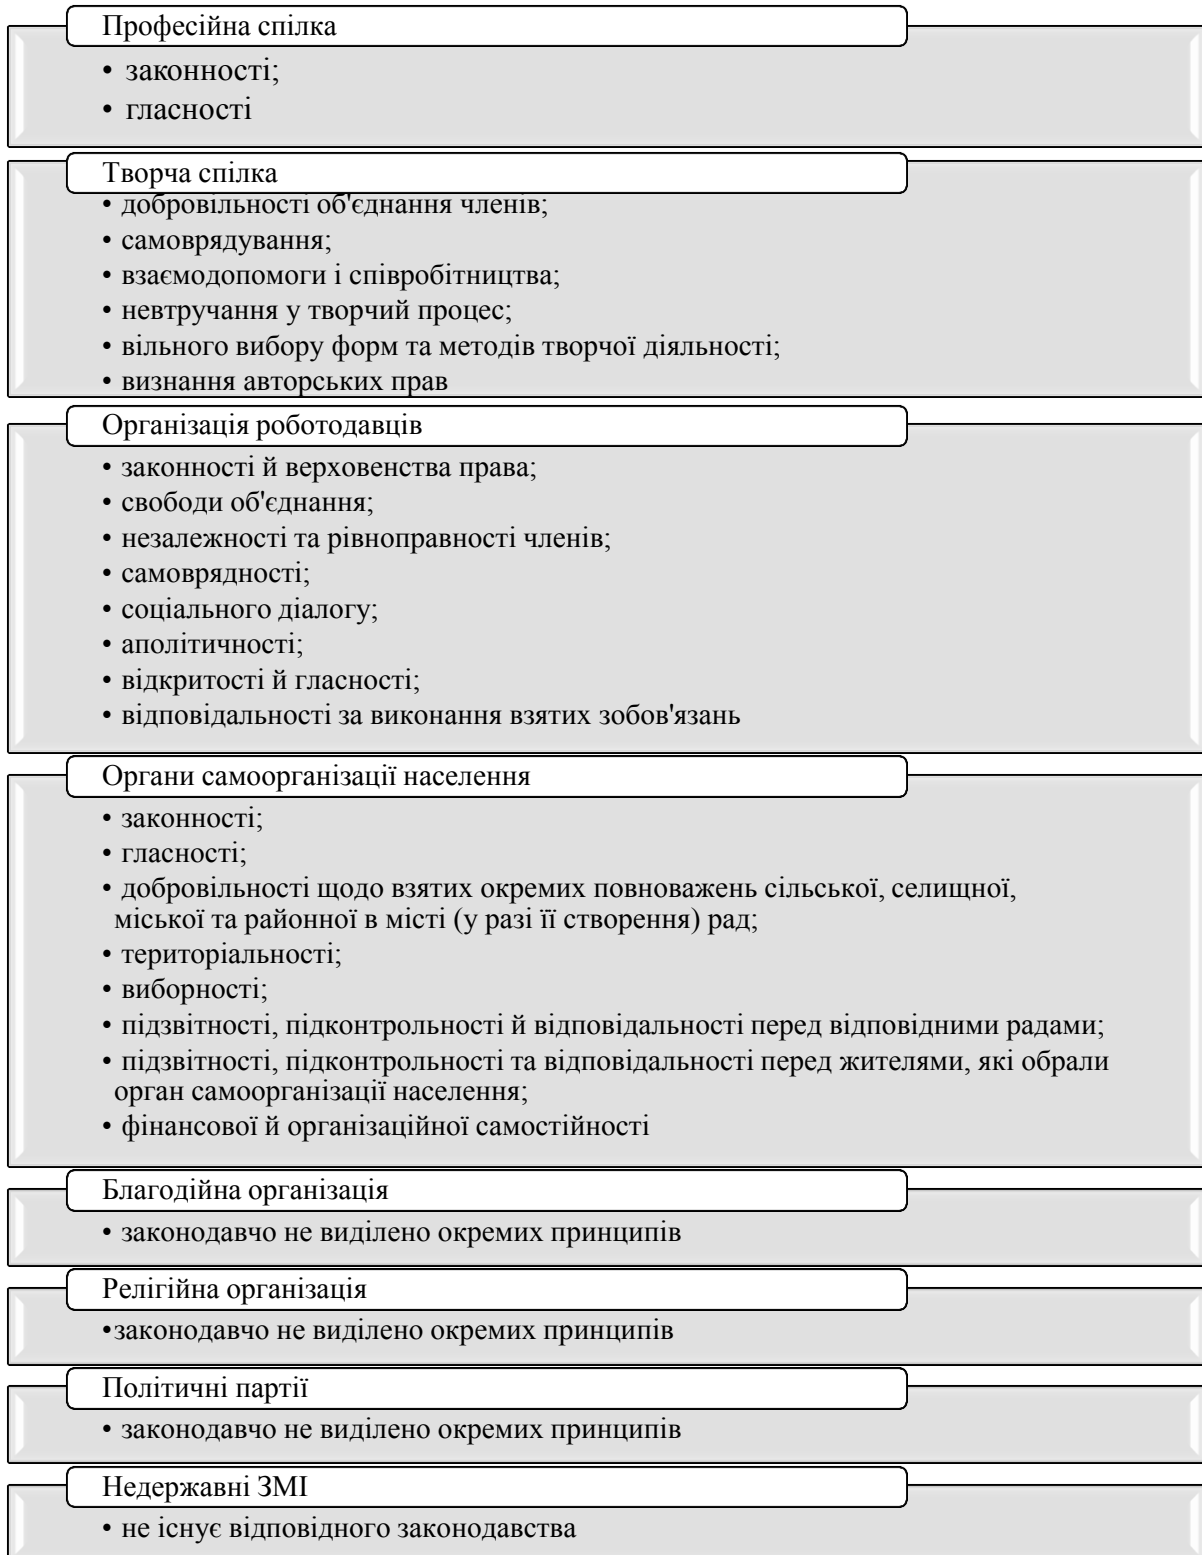 Професійна спілка
• законності;
• гласності
Творча спілка
• добровільності об'єднання членів;
• самоврядування;
• взаємодопомоги і співробітництва;
• невтручання у творчий процес;
• вільного вибору форм та методів творчої діяльності;
• визнання авторських прав
Організація роботодавців
• законності й верховенства права;
• свободи об'єднання;
• незалежності та рівноправності членів;
• самоврядності;
• соціального діалогу;
• аполітичності;
• відкритості й гласності;
• відповідальності за виконання взятих зобов'язань
Органи самоорганізації населення
• законності;
• гласності;
• добровільності щодо взятих окремих повноважень сільської, селищної,
міської та районної в місті (у разі її створення) рад;
• територіальності;
• виборності;
• підзвітності, підконтрольності й відповідальності перед відповідними радами;
• підзвітності, підконтрольності та відповідальності перед жителями, які обрали
орган самоорганізації населення;
• фінансової й організаційної самостійності
Благодійна організація
• законодавчо не виділено окремих принципів
Релігійна організація
•законодавчо не виділено окремих принципів
Політичні партії
• законодавчо не виділено окремих принципів
Недержавні ЗМІ
• не існує відповідного законодавства